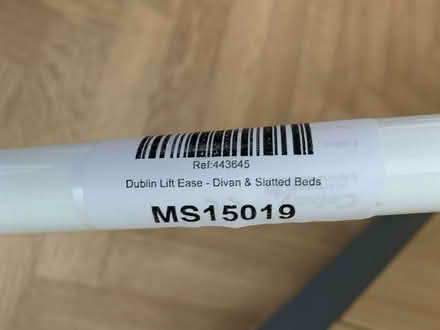 Ref:443645
Dublin Lift Ease - Divan & Slatted Beds
MS15019